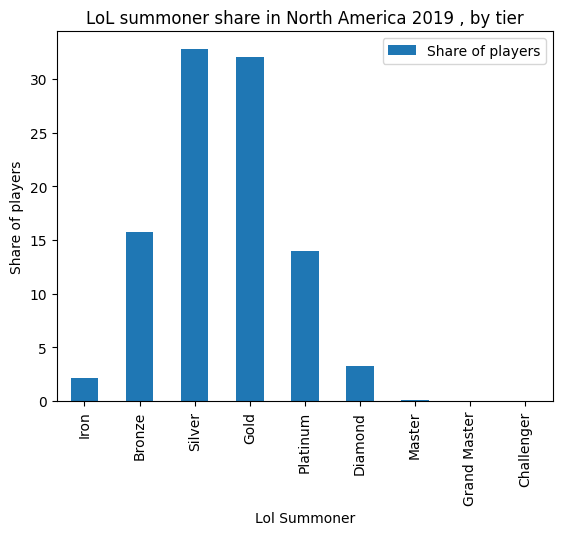 LoL summoner share in North America 2019 , by tier
Share of players
Share of players
30
25
20
15
10
5
0
Iron
Bronze
Silver
Gold
Platinum
Diamond
Master
Grand Master
Challenger
Lol Summoner